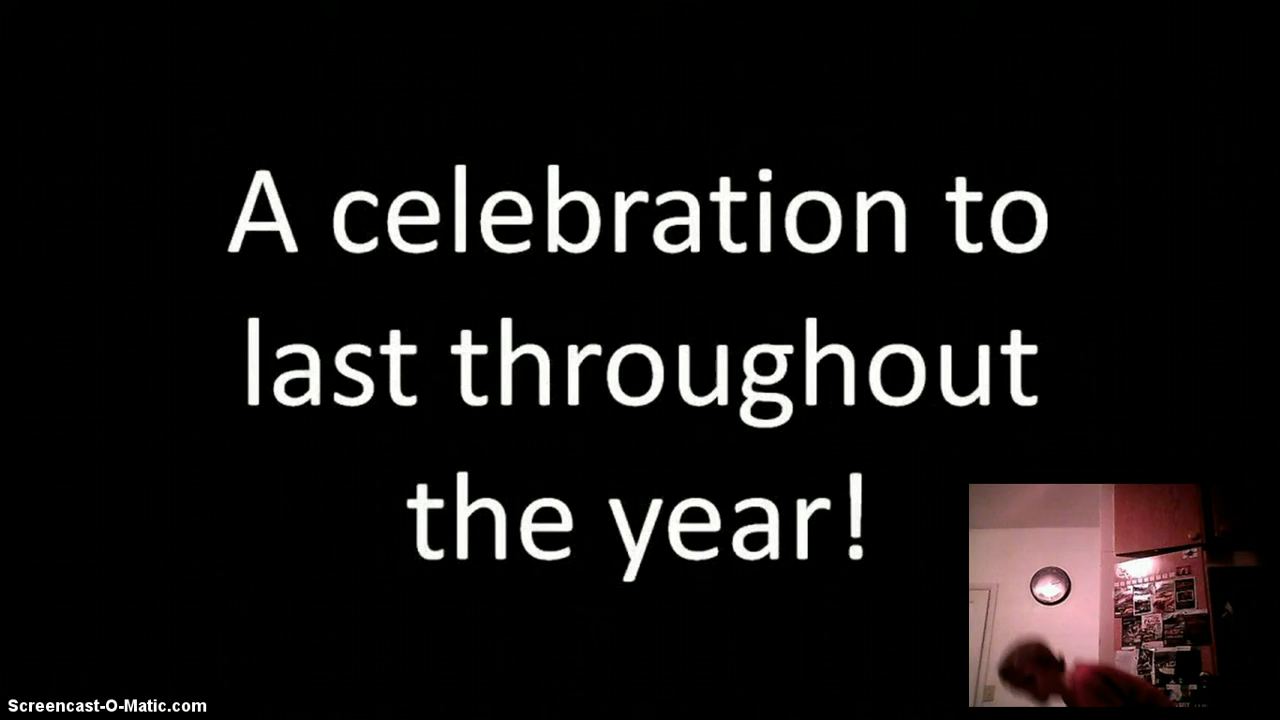 A celebration to
last throughout
the year!
Screencast-O-Matic.com